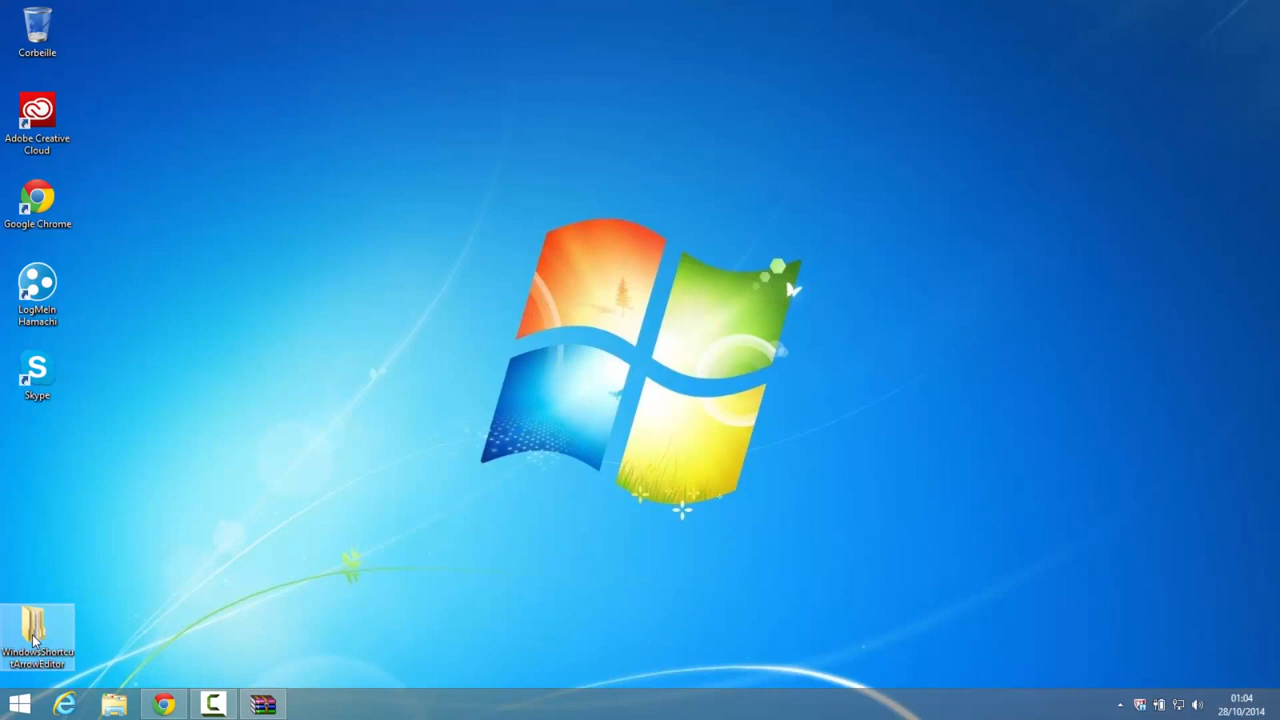 Corbeille
Adobe Creative
Cloud
Google Chrome
LogMeIn
Hamachi
Skype
WindowsShortcu
tArrowEditor
01:04
28/10/2014